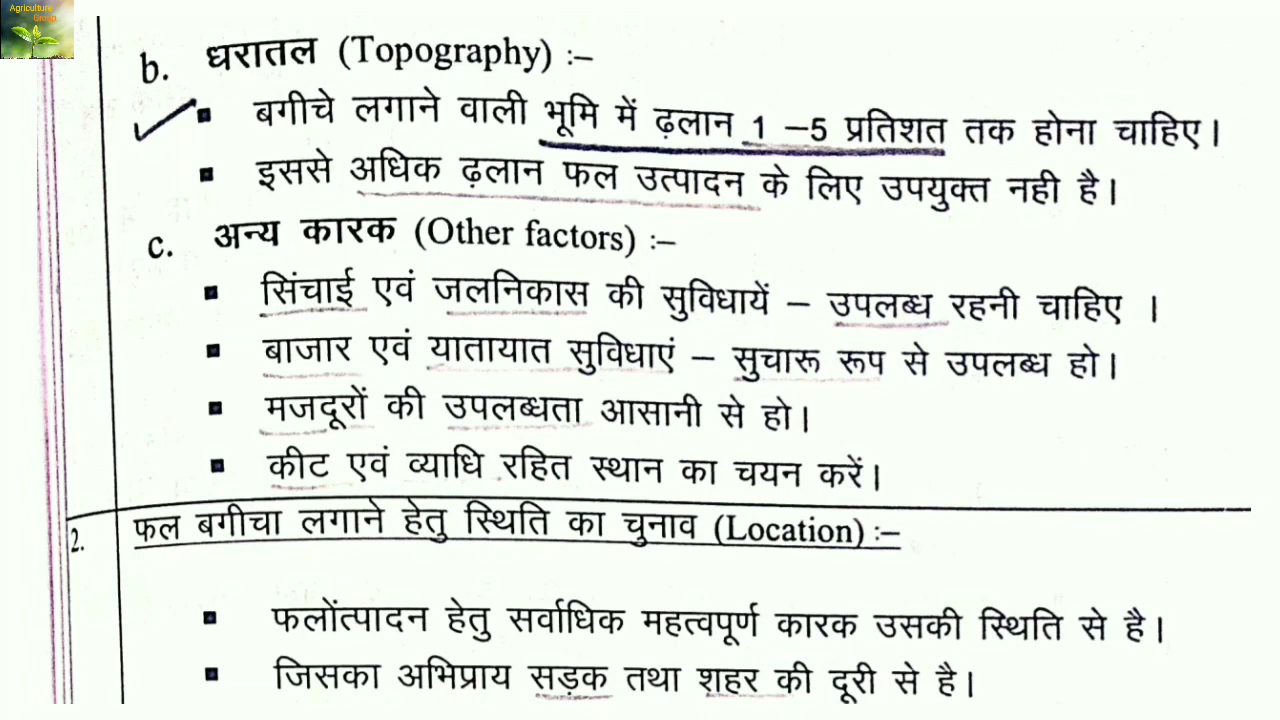 Agriculture
Group
b. धरातल (Topography) :–
▪ बगीचे लगाने वाली भूमि में ढ़लान 1 –5 प्रतिशत तक होना चाहिए।
▪ इससे अधिक ढ़लान फल उत्पादन के लिए उपयुक्त नही है।
c. अन्य कारक (Other factors) :–
▪ सिंचाई एवं जलनिकास की सुविधायें – उपलब्ध रहनी चाहिए ।
▪ बाजार एवं यातायात सुविधाएं – सुचारू रूप से उपलब्ध हो।
▪ मजदूरों की उपलब्धता आसानी से हो।
▪ कीट एवं व्याधि रहित स्थान का चयन करें।
2. फल बगीचा लगाने हेतु स्थिति का चुनाव (Location) :–
▪ फलोंत्पादन हेतु सर्वाधिक महत्वपूर्ण कारक उसकी स्थिति से है।
▪ जिसका अभिप्राय सड़क तथा शहर की दूरी से है।